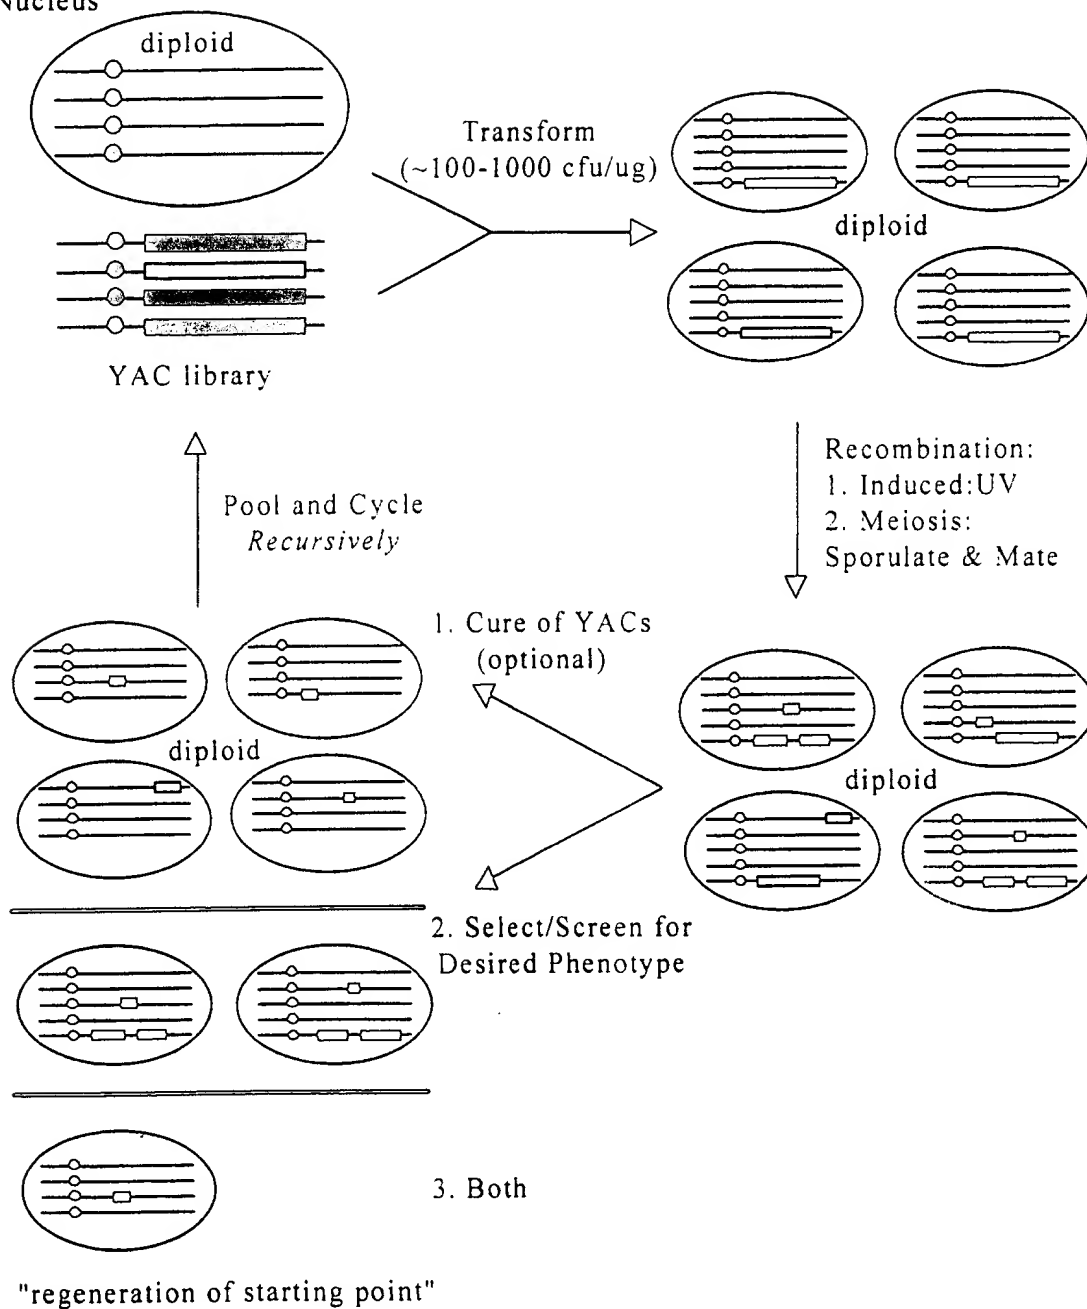 Nucleus
diploid
YAC library
Transform
(~100-1000 cfu/ug)
diploid
Recombination:
1. Induced:UV
2. Meiosis:
Sporulate & Mate
diploid
1. Cure of YACs
(optional)
2. Select/Screen for
Desired Phenotype
3. Both
Pool and Cycle
Recursively
diploid
"regeneration of starting point"